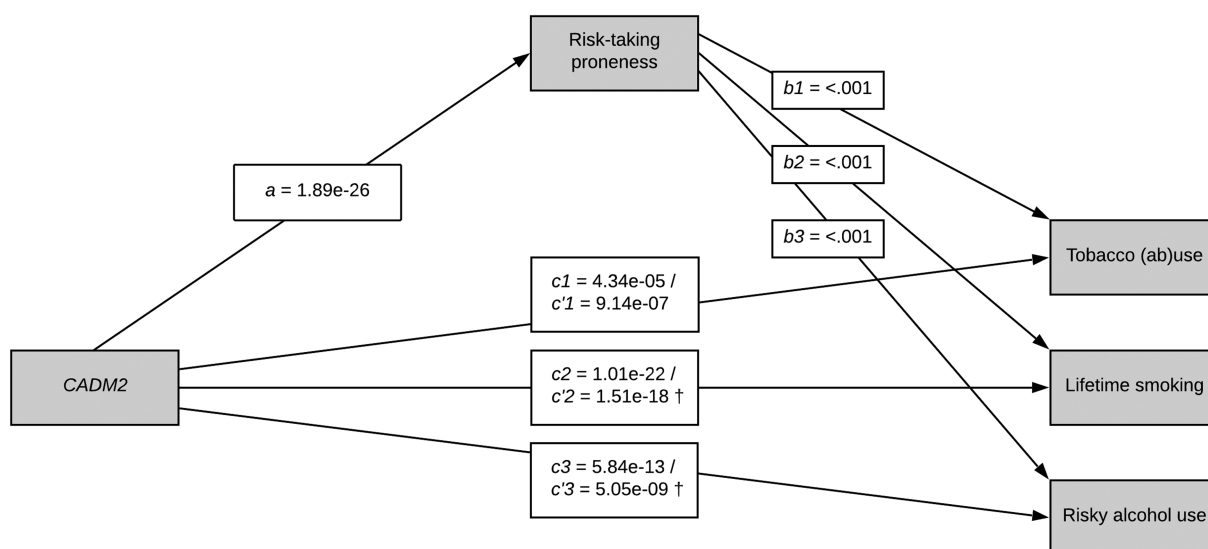 Risk-taking
proneness
b1 = <.001
a = 1.89e-26
b2 = <.001
b3 = <.001
Tobacco (ab)use
c1 = 4.34e-05 /
c'1 = 9.14e-07
CADM2
c2 = 1.01e-22 /
c'2 = 1.51e-18 †
Lifetime smoking
c3 = 5.84e-13 /
c'3 = 5.05e-09 †
Risky alcohol use